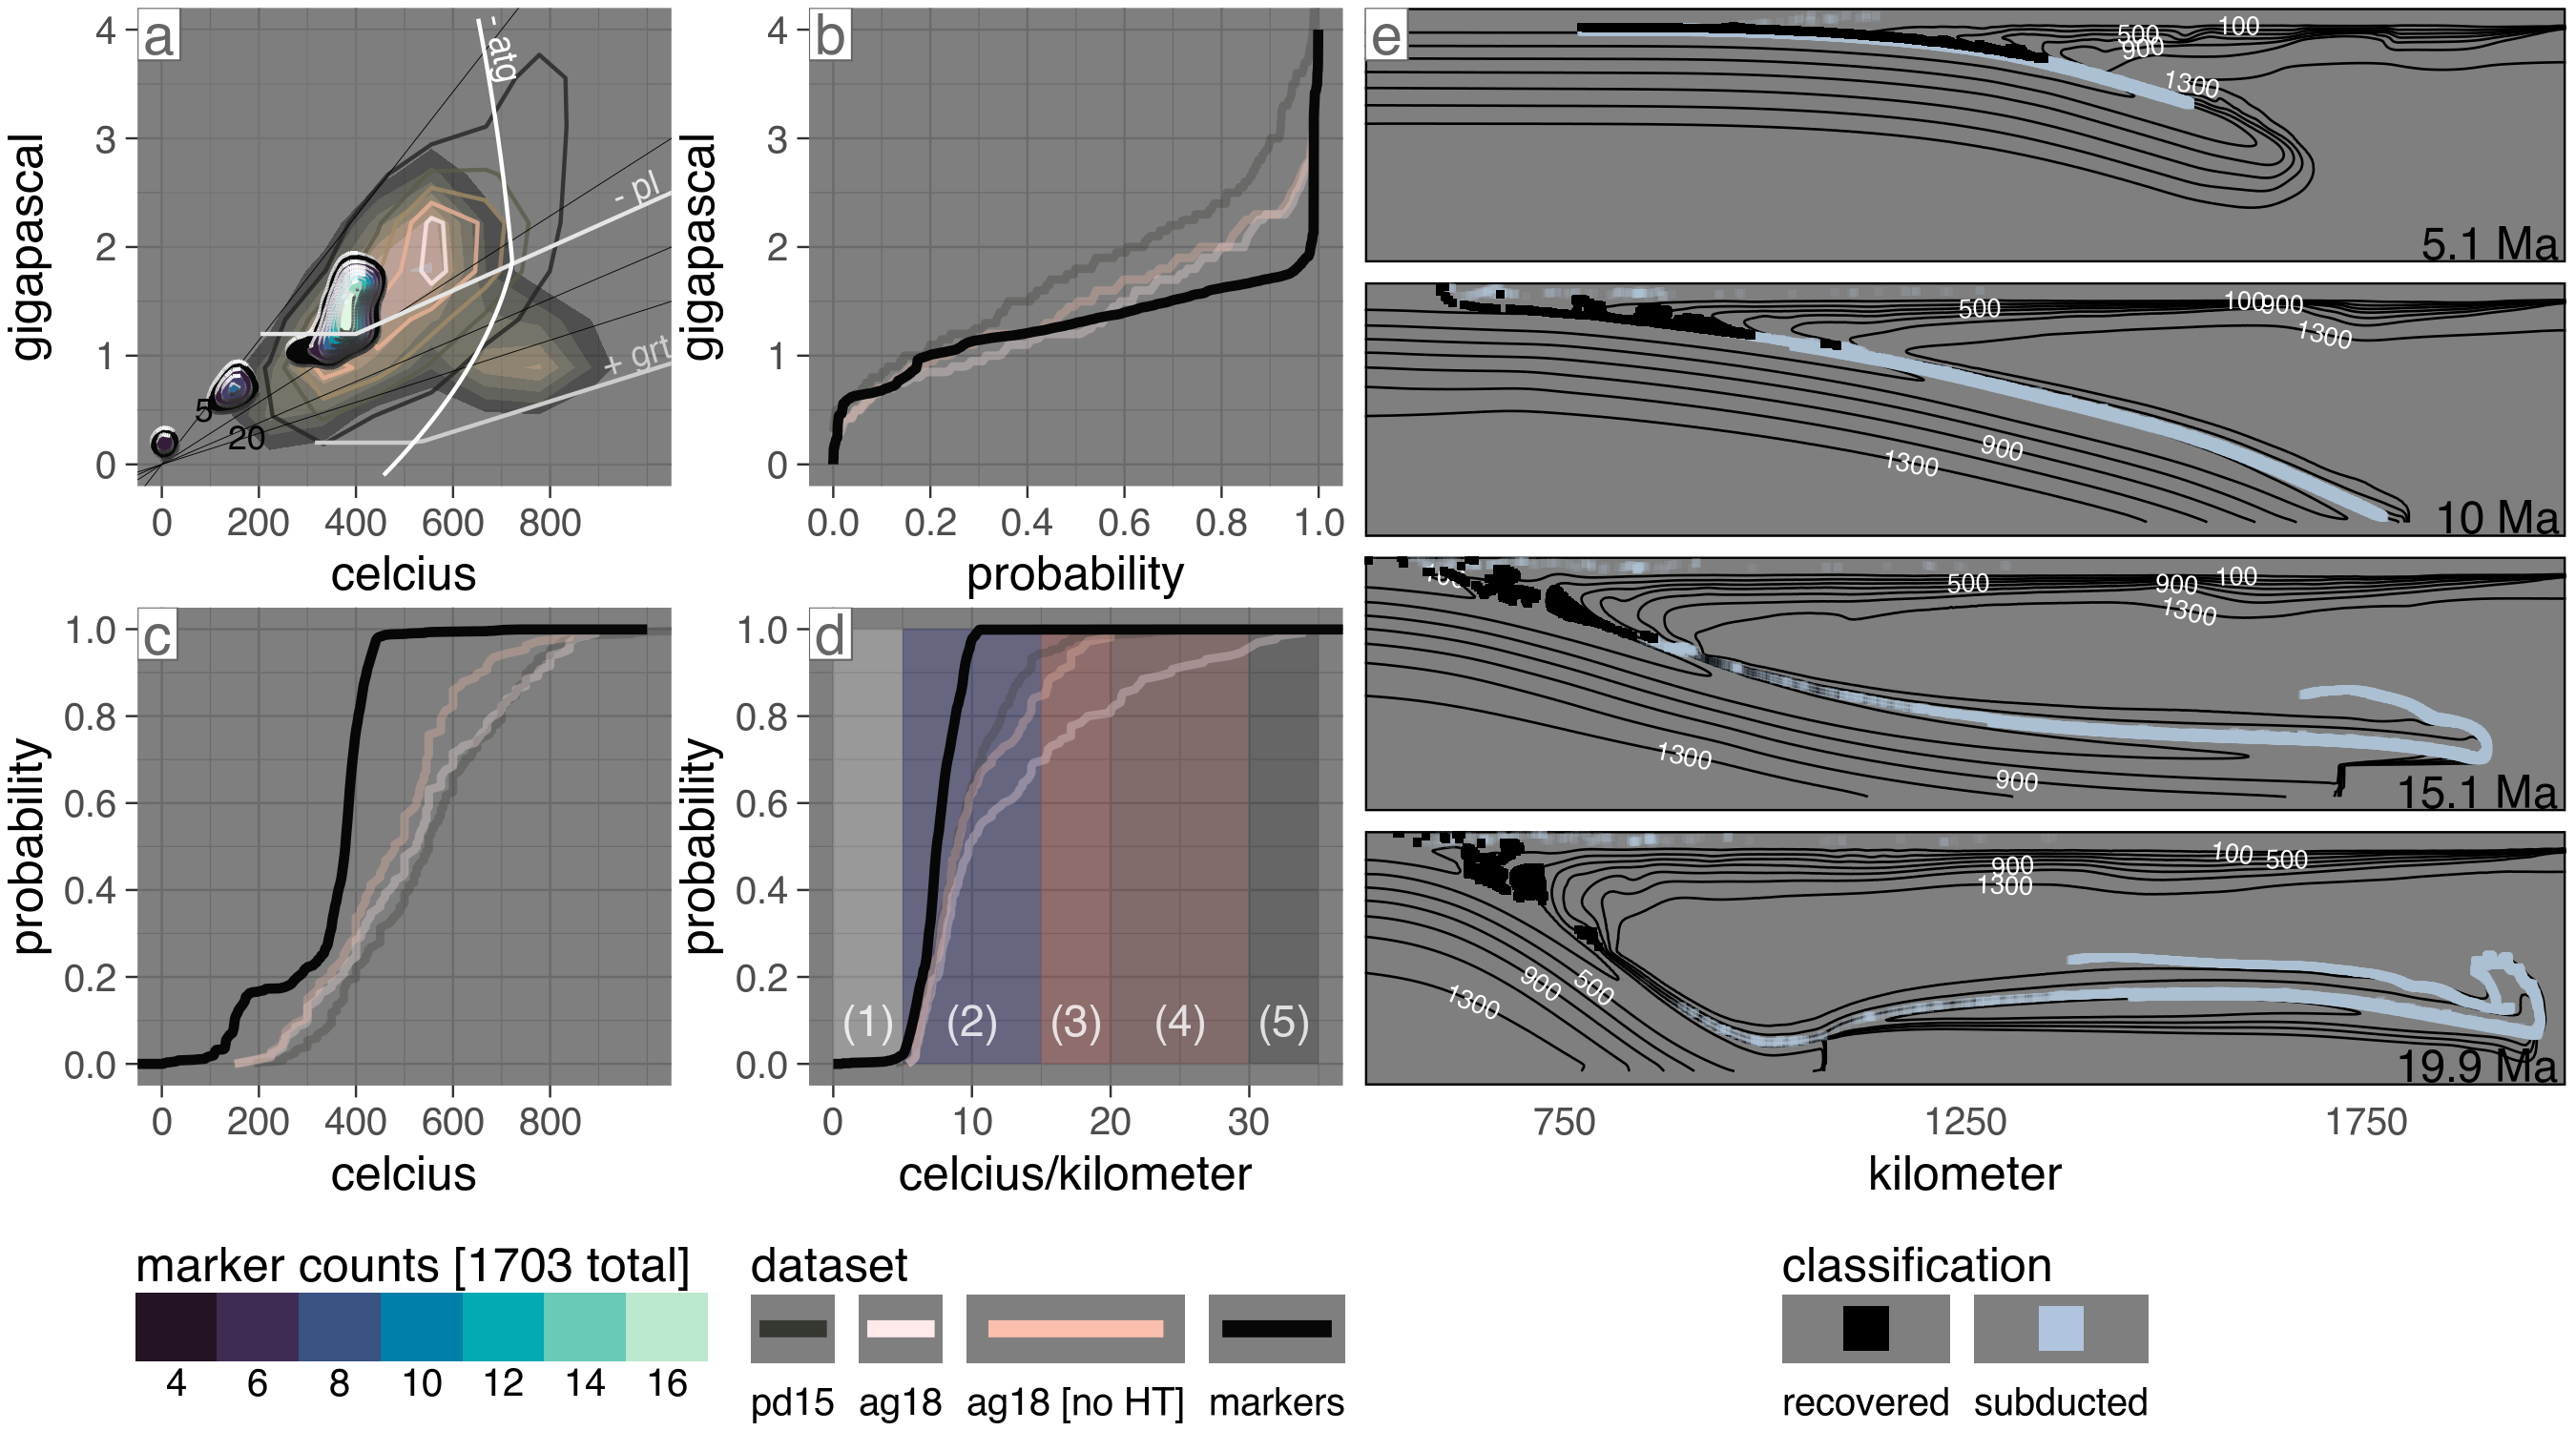 a
gigapascal
4
3
2
1
0
- atg
- pl
+ grt
5
20
0 200 400 600 800
celcius
b
gigapascal
4
3
2
1
0
0.0 0.2 0.4 0.6 0.8 1.0
probability
c
probability
1.0
0.8
0.6
0.4
0.2
0.0
0 200 400 600 800
celcius
d
probability
1.0
0.8
0.6
0.4
0.2
0.0
(1) (2) (3) (4) (5)
0 10 20 30
celcius/kilometer
e
100
500
900
1300
5.1 Ma
500 100 900
1300
900
1300
10 Ma
500 900 100
1300
1300
900
15.1 Ma
100 500
900
1300
500
900
1300
19.9 Ma
750 1250 1750
kilometer
marker counts [1703 total]
4 6 8 10 12 14 16
dataset
pd15 ag18 ag18 [no HT] markers
classification
recovered subducted